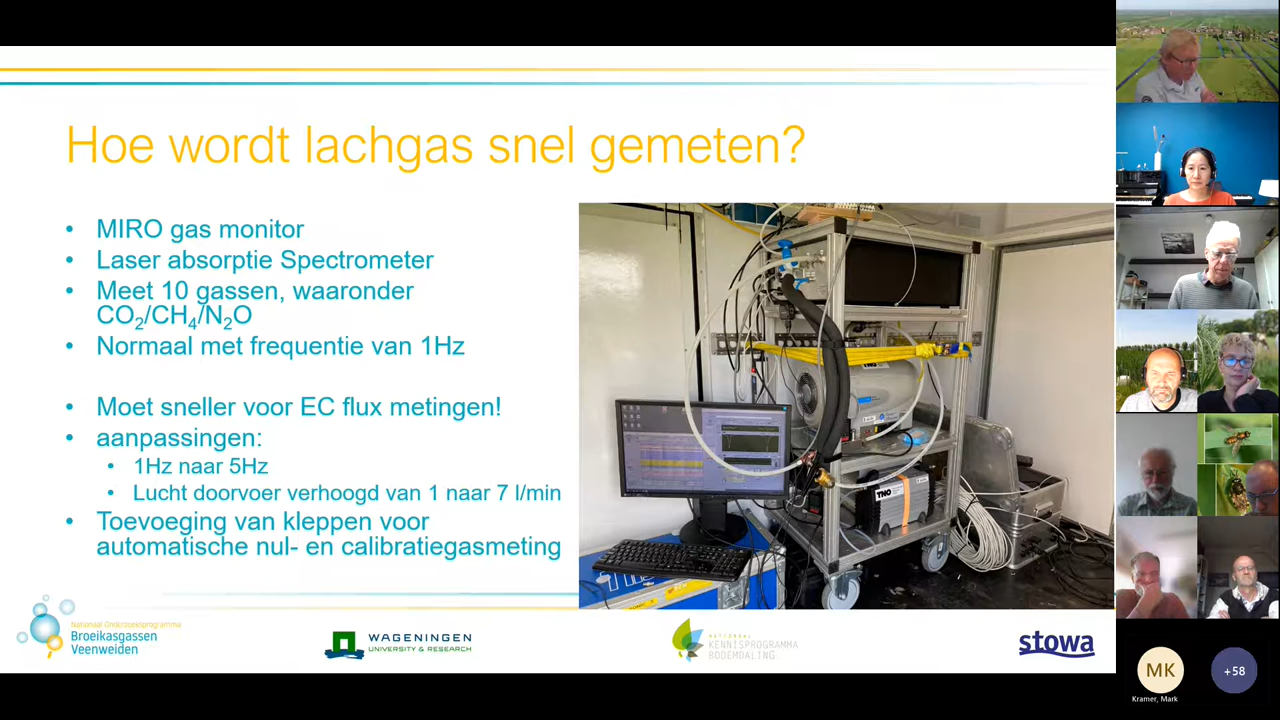 Hoe wordt lachgas snel gemeten?
• MIRO gas monitor
• Laser absorptie Spectrometer
• Meet 10 gassen, waaronder
CO₂/CH₄/N₂O
• Normaal met frequentie van 1Hz
• Moet sneller voor EC flux metingen!
• aanpassingen:
• 1Hz naar 5Hz
• Lucht doorvoer verhoogd van 1 naar 7 l/min
• Toevoeging van kleppen voor
automatische nul- en calibratiegasmeting
TNO
TNO
Nationaal Onderzoeksprogramma
Broeikasgassen
Veenweiden
WAGENINGEN
UNIVERSITY & RESEARCH
NATIONAAL
KENNISPROGRAMMA
BODEMDALING
stowa
MK
+58
Kramer, Mark